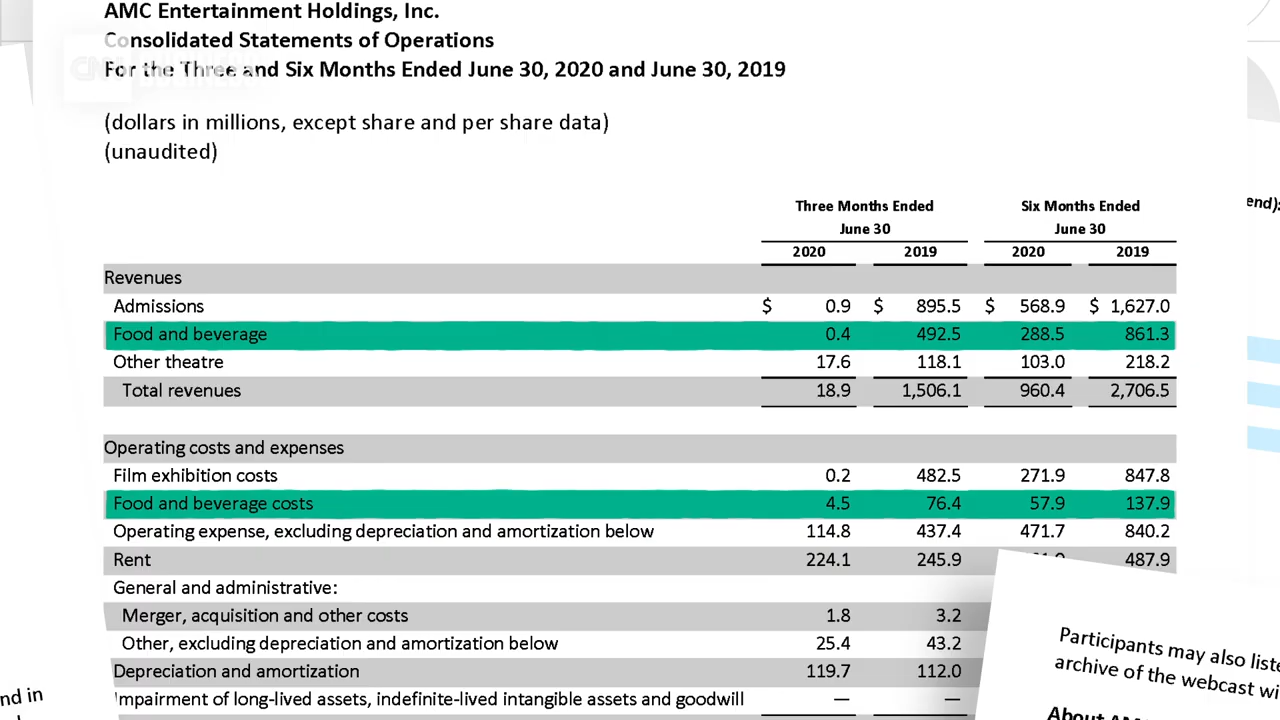 AMC Entertainment Holdings, Inc.
Consolidated Statements of Operations
For the Three and Six Months Ended June 30, 2020 and June 30, 2019
(dollars in millions, except share and per share data)
(unaudited)
Three Months Ended Six Months Ended
June 30 June 30
2020 2019 2020 2019
end):
Revenues
Admissions $ 0.9 $ 895.5 $ 568.9 $ 1,627.0
Food and beverage 0.4 492.5 288.5 861.3
Other theatre 17.6 118.1 103.0 218.2
Total revenues 18.9 1,506.1 960.4 2,706.5
Operating costs and expenses
Film exhibition costs 0.2 482.5 271.9 847.8
Food and beverage costs 4.5 76.4 57.9 137.9
Operating expense, excluding depreciation and amortization below 114.8 437.4 471.7 840.2
Rent 224.1 245.9 487.9
General and administrative:
Merger, acquisition and other costs 1.8 3.2
Other, excluding depreciation and amortization below 25.4 43.2
Depreciation and amortization 119.7 112.0
Impairment of long-lived assets, indefinite-lived intangible assets and goodwill — —
Participants may also liste
archive of the webcast wi
About AMC
nd in